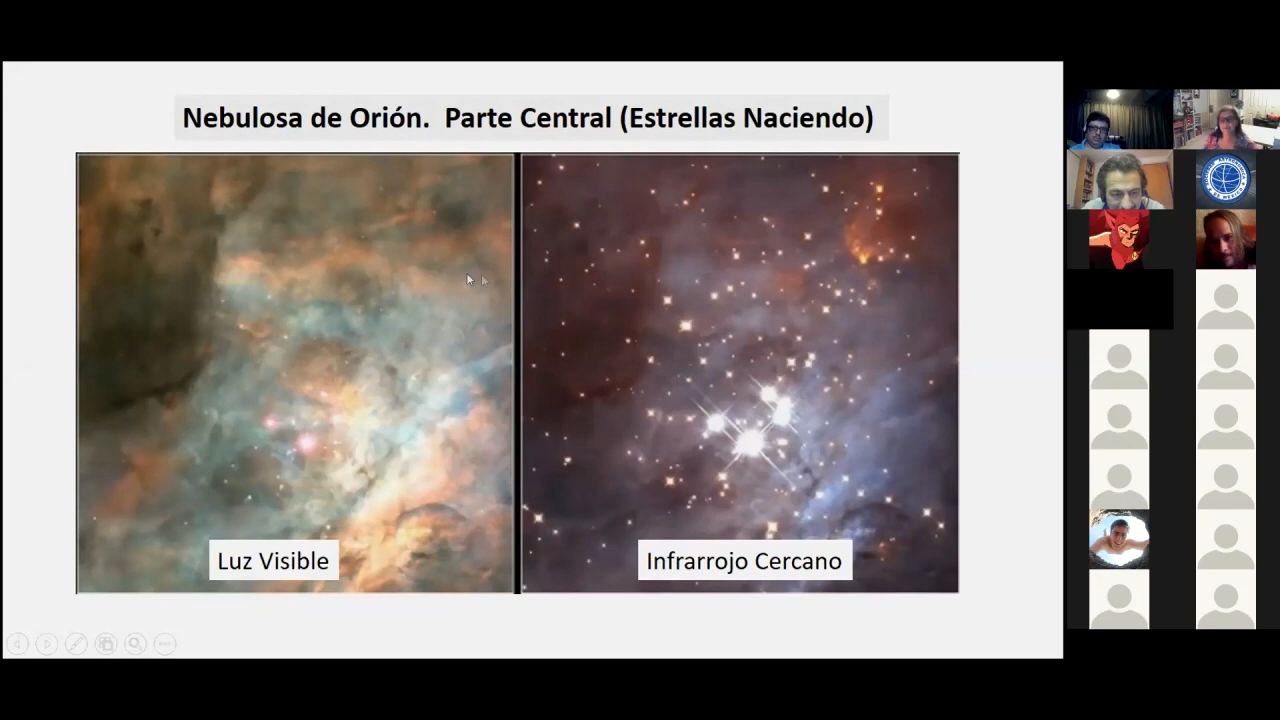 Nebulosa de Orión.  Parte Central (Estrellas Naciendo)
Luz Visible
Infrarrojo Cercano